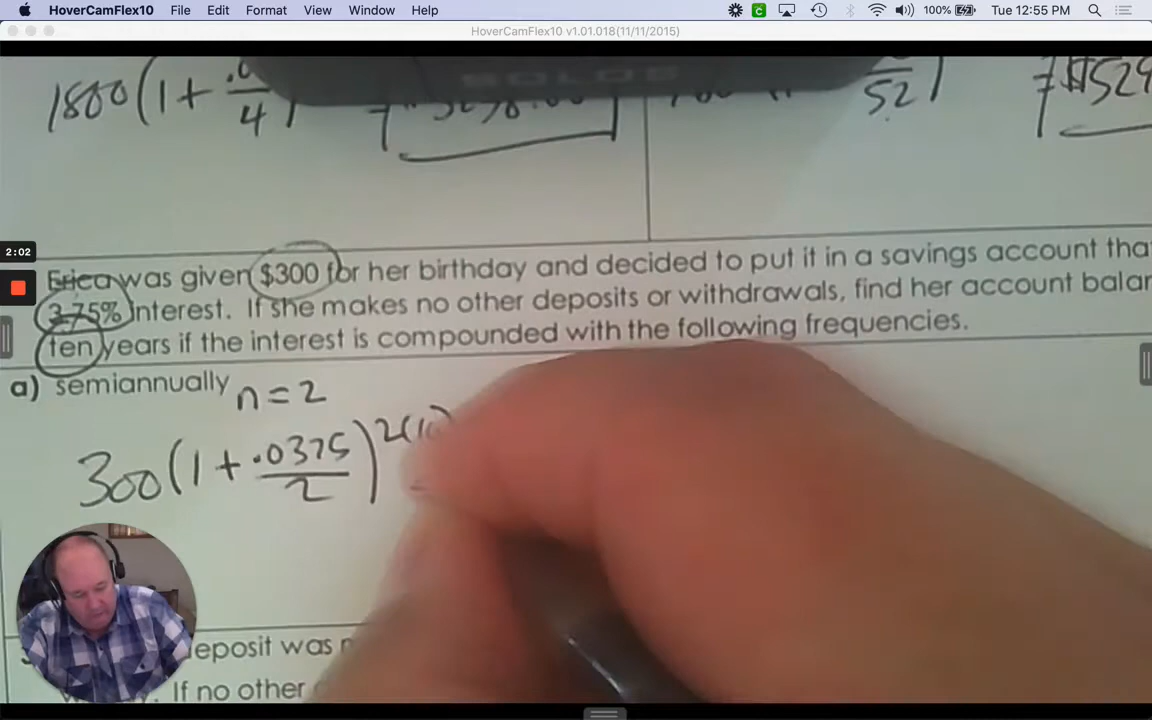 HoverCamFlex10 File Edit Format View Window Help 100% Tue 12:55 PM
HoverCamFlex10 v1.01.018(11/11/2015)
SOLOS
1800(1+ .0/4)
52)
2:02
Erica was given $300 for her birthday and decided to put it in a savings account tha
3.75% interest. If she makes no other deposits or withdrawals, find her account balan
ten years if the interest is compounded with the following frequencies.
a) semiannually n = 2
300(1+ .0375/2)^2(10
eposit was
If no other